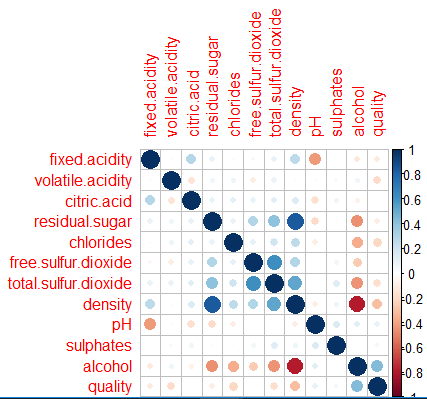 fixed.acidity
volatile.acidity
citric.acid
residual.sugar
chlorides
free.sulfur.dioxide
total.sulfur.dioxide
density
pH
sulphates
alcohol
quality
fixed.acidity
volatile.acidity
citric.acid
residual.sugar
chlorides
free.sulfur.dioxide
total.sulfur.dioxide
density
pH
sulphates
alcohol
quality
1
0.8
0.6
0.4
0.2
0
-0.2
-0.4
-0.6
-0.8